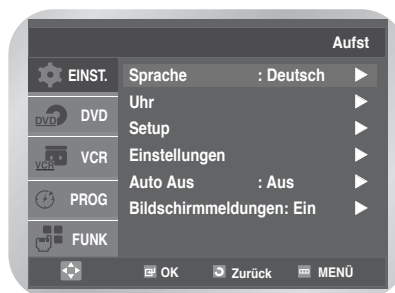 Aufst
EINST.
Sprache : Deutsch
Uhr
DVD DVD
Setup
VCR VCR
Einstellungen
Auto Aus : Aus
PROG
Bildschirmmeldungen: Ein
FUNK
OK Zurück MENÜ